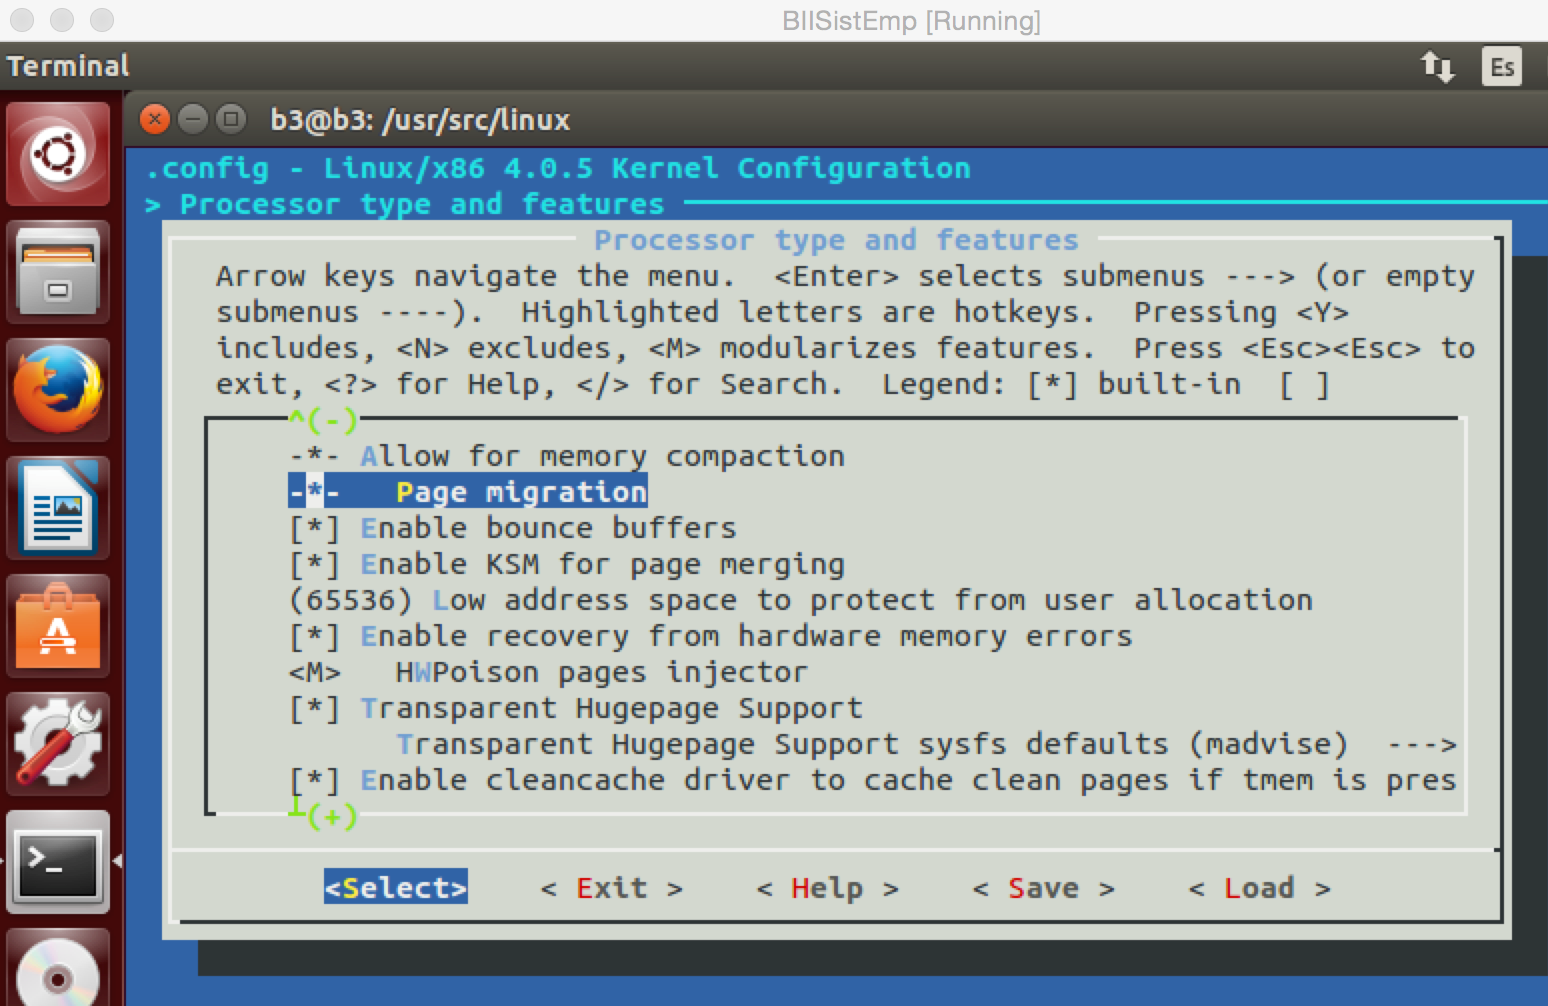 BIISistEmp [Running]
Terminal
Es
b3@b3: /usr/src/linux
.config - Linux/x86 4.0.5 Kernel Configuration
> Processor type and features
Processor type and features
Arrow keys navigate the menu.  <Enter> selects submenus ---> (or empty
submenus ----).  Highlighted letters are hotkeys.  Pressing <Y>
includes, <N> excludes, <M> modularizes features.  Press <Esc><Esc> to
exit, <?> for Help, </> for Search.  Legend: [*] built-in  [ ]
^(-)
-*- Allow for memory compaction
-*-   Page migration
[*] Enable bounce buffers
[*] Enable KSM for page merging
(65536) Low address space to protect from user allocation
[*] Enable recovery from hardware memory errors
<M>   HWPoison pages injector
[*] Transparent Hugepage Support
Transparent Hugepage Support sysfs defaults (madvise)  --->
[*] Enable cleancache driver to cache clean pages if tmem is pres
┴(+)
<Select>    < Exit >    < Help >    < Save >    < Load >